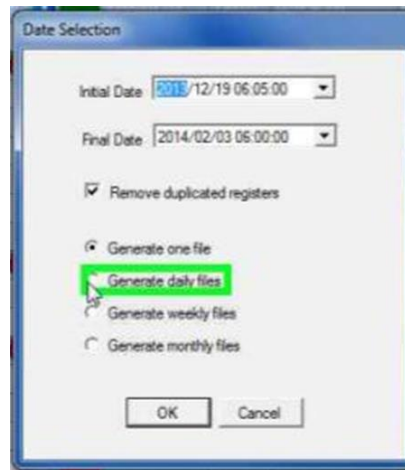 Date Selection
Initial Date 2013/12/19 06:05:00
Final Date 2014/02/03 06:00:00
Remove duplicated registers
Generate one file
Generate daily files
Generate weekly files
Generate monthly files
OK Cancel